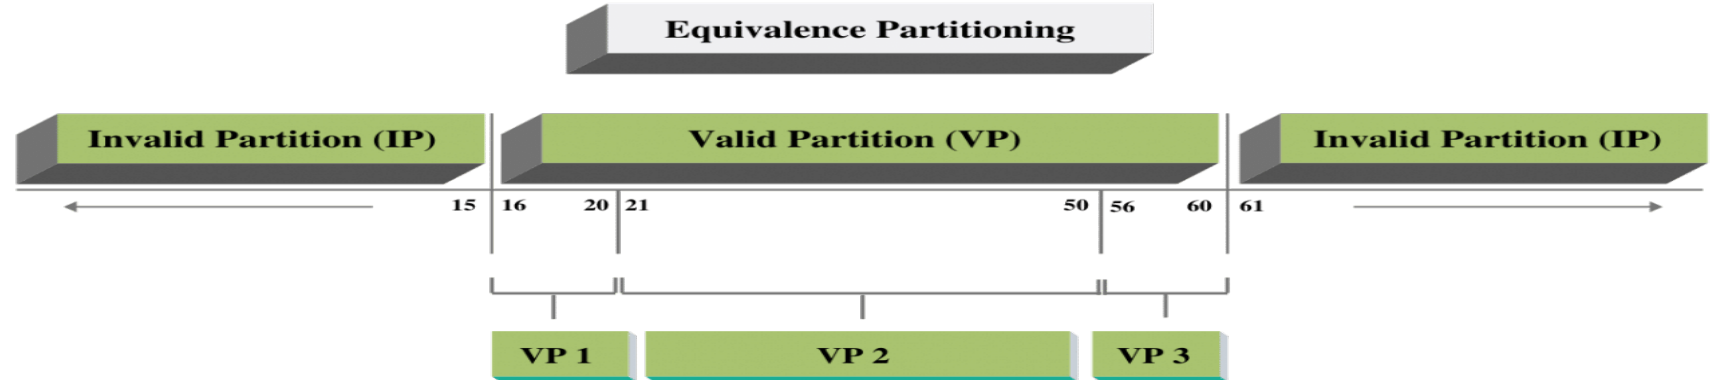 Equivalence Partitioning
Invalid Partition (IP)
Valid Partition (VP)
Invalid Partition (IP)
15 16 20 21 50 56 60 61
VP 1 VP 2 VP 3